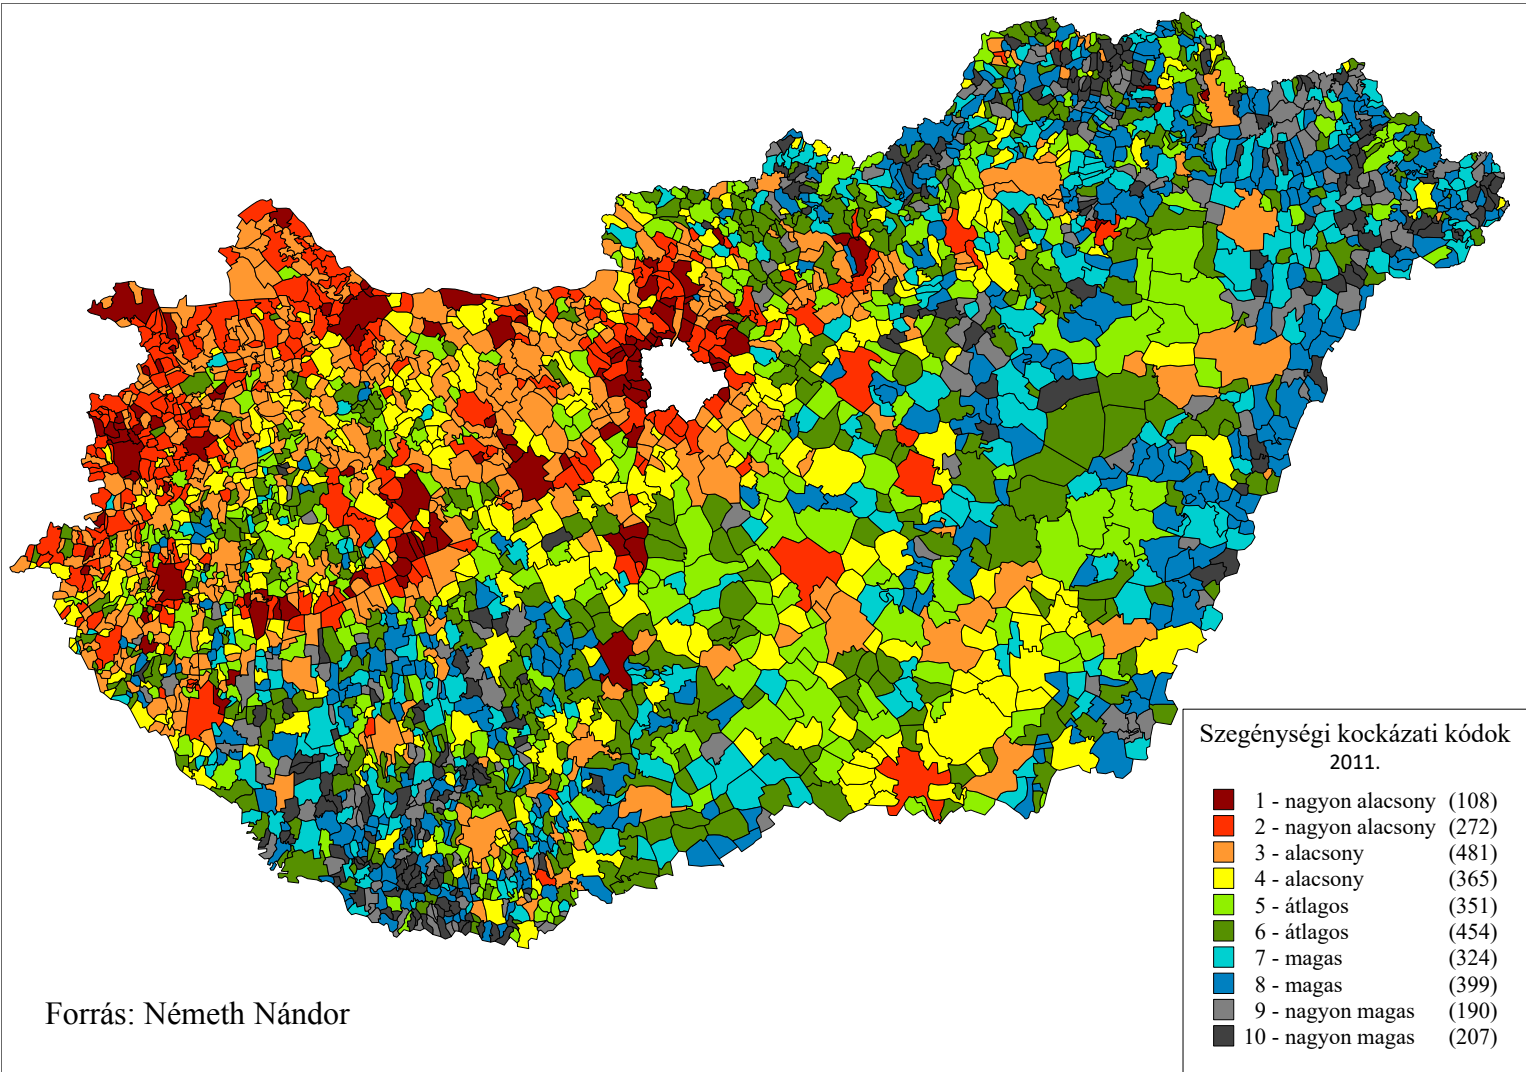 Szegénységi kockázati kódok
2011.
1 - nagyon alacsony (108)
2 - nagyon alacsony (272)
3 - alacsony (481)
4 - alacsony (365)
5 - átlagos (351)
6 - átlagos (454)
7 - magas (324)
8 - magas (399)
9 - nagyon magas (190)
10 - nagyon magas (207)
Forrás: Németh Nándor